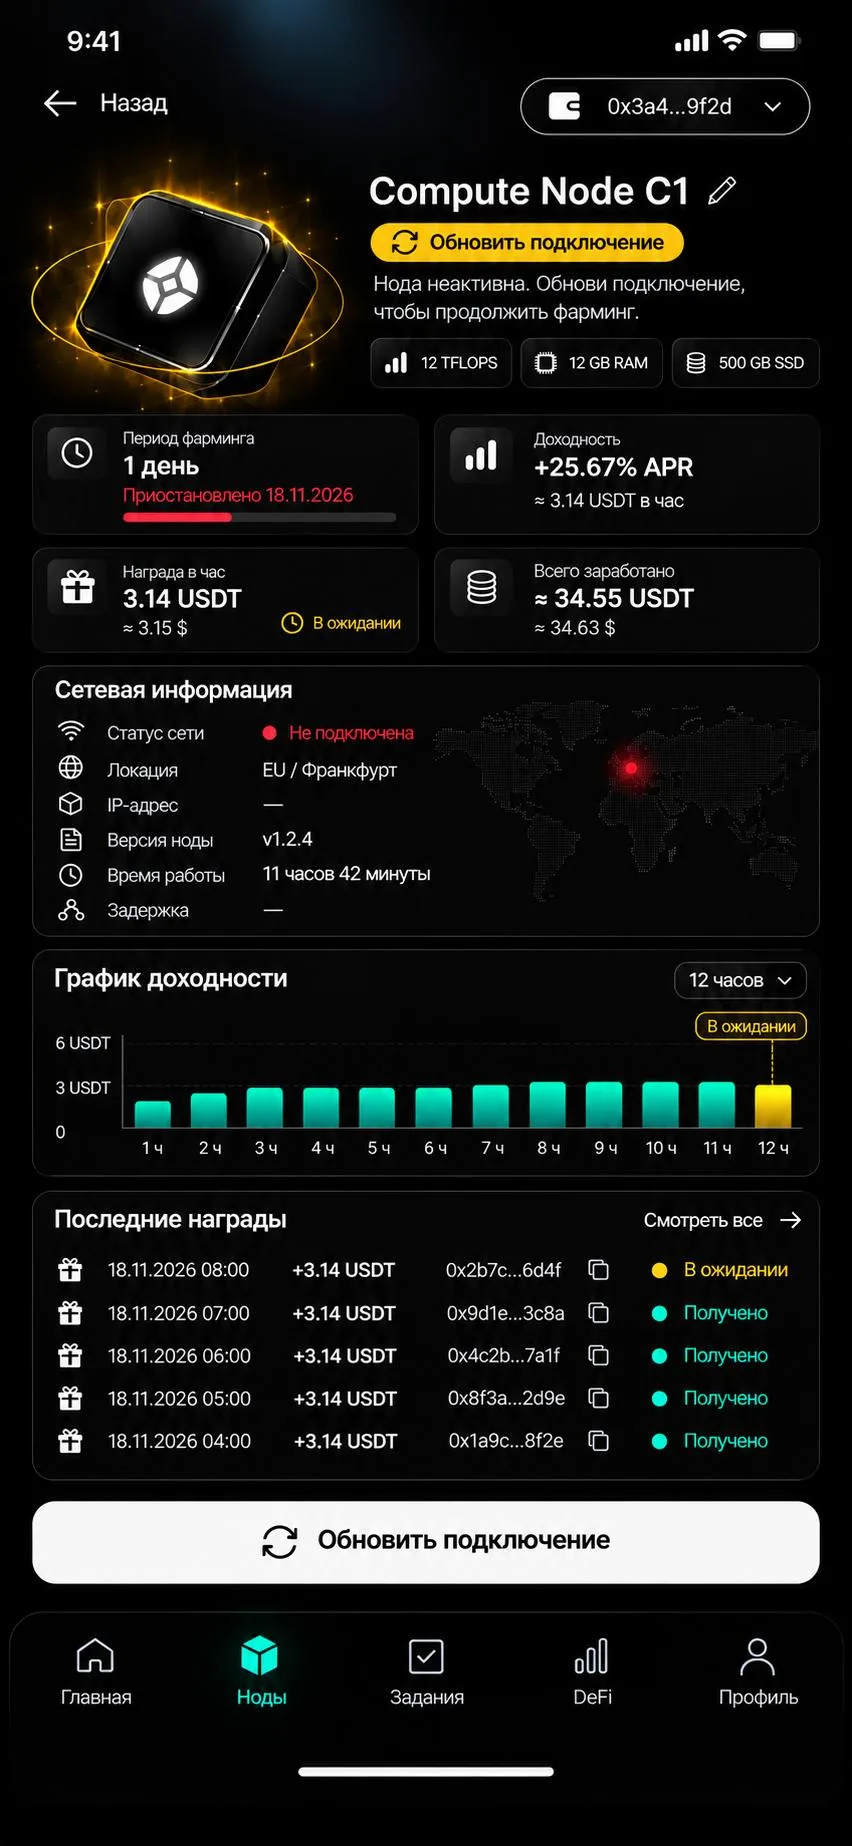 9:41
Назад
0x3a4...9f2d
Compute Node C1
Обновить подключение
Нода неактивна. Обнови подключение,
чтобы продолжить фарминг.
12 TFLOPS
12 GB RAM
500 GB SSD
Период фарминга
1 день
Приостановлено 18.11.2026
Доходность
+25.67% APR
≈ 3.14 USDT в час
Награда в час
3.14 USDT
≈ 3.15 $
В ожидании
Всего заработано
≈ 34.55 USDT
≈ 34.63 $
Сетевая информация
Статус сети Не подключена
Локация EU / Франкфурт
IP-адрес —
Версия ноды v1.2.4
Время работы 11 часов 42 минуты
Задержка —
График доходности
12 часов
В ожидании
6 USDT
3 USDT
0
1 ч 2 ч 3 ч 4 ч 5 ч 6 ч 7 ч 8 ч 9 ч 10 ч 11 ч 12 ч
Последние награды
Смотреть все
18.11.2026 08:00 +3.14 USDT 0x2b7c...6d4f В ожидании
18.11.2026 07:00 +3.14 USDT 0x9d1e...3c8a Получено
18.11.2026 06:00 +3.14 USDT 0x4c2b...7a1f Получено
18.11.2026 05:00 +3.14 USDT 0x8f3a...2d9e Получено
18.11.2026 04:00 +3.14 USDT 0x1a9c...8f2e Получено
Обновить подключение
Главная
Ноды
Задания
DeFi
Профиль